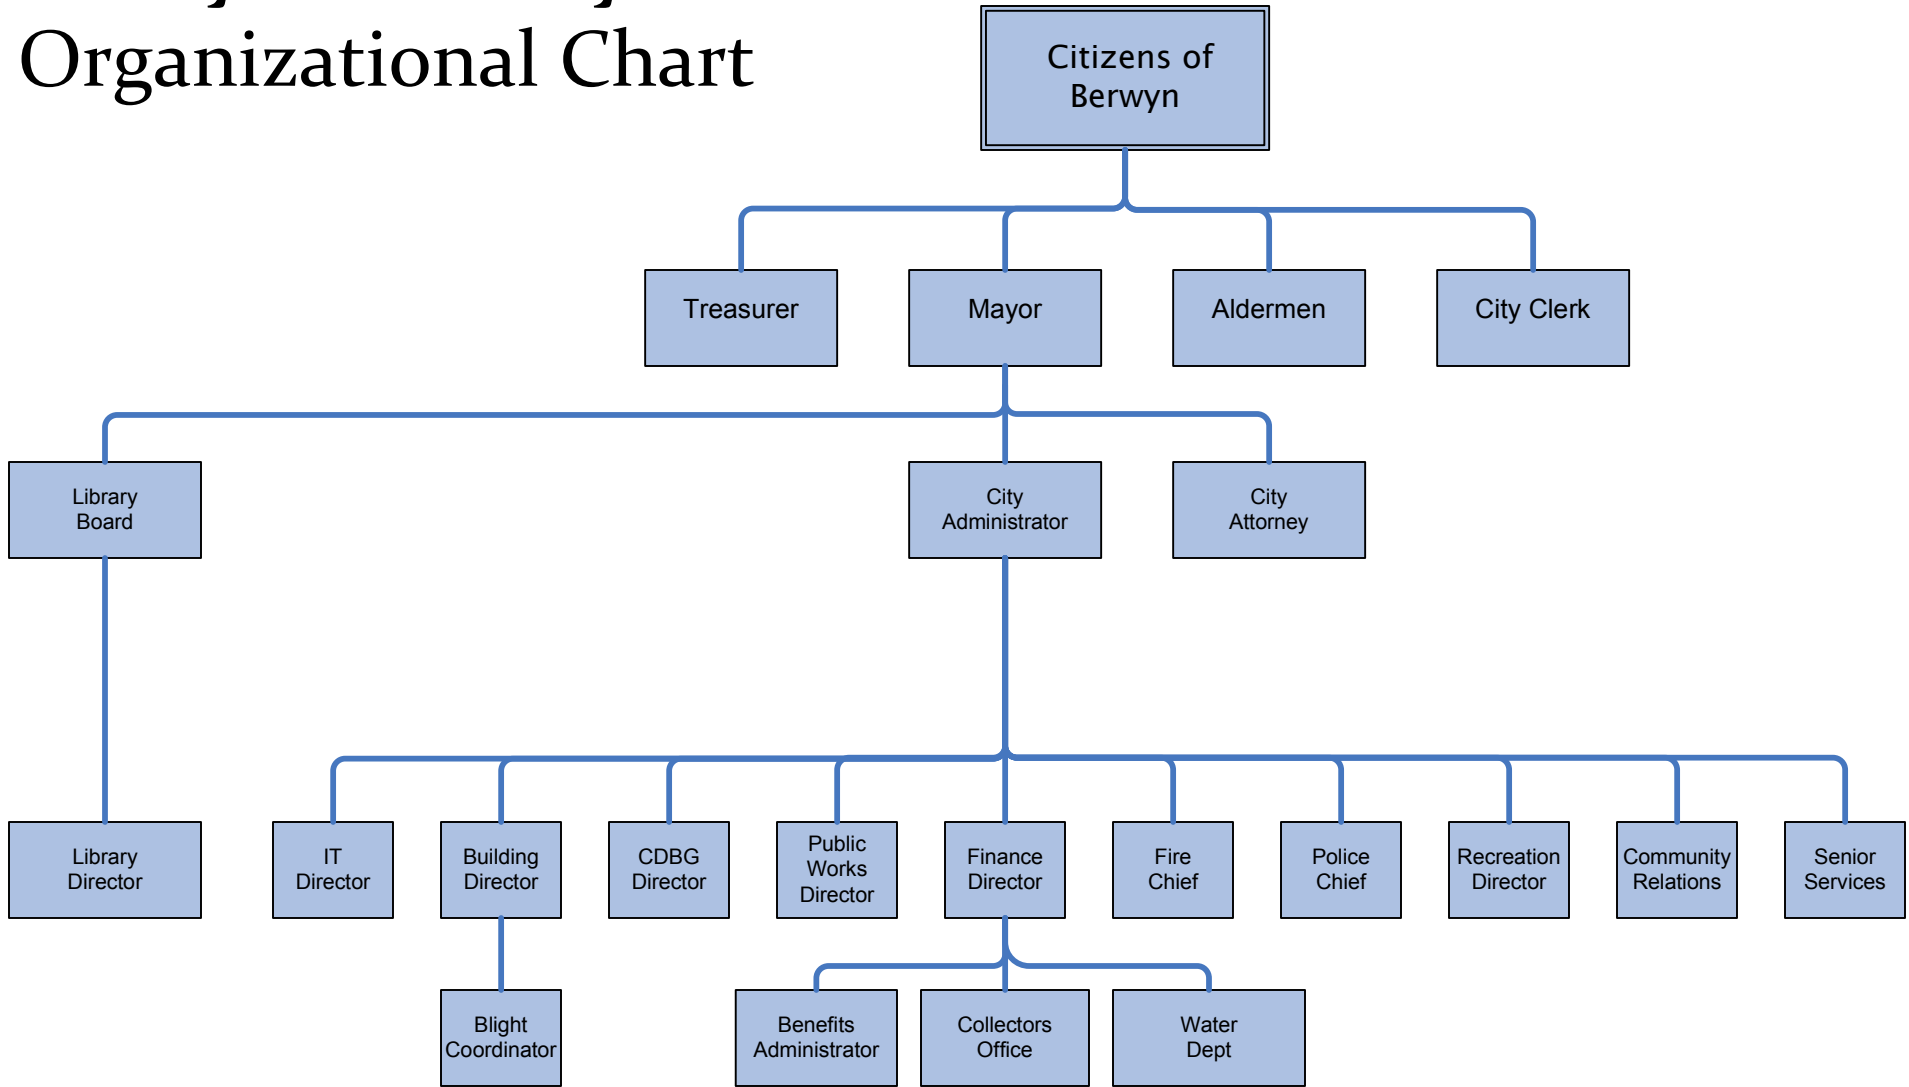 Organizational Chart
Citizens of
Berwyn
Treasurer
Mayor
Aldermen
City Clerk
Library
Board
City
Administrator
City
Attorney
Library
Director
IT
Director
Building
Director
CDBG
Director
Public
Works
Director
Finance
Director
Fire
Chief
Police
Chief
Recreation
Director
Community
Relations
Senior
Services
Blight
Coordinator
Benefits
Administrator
Collectors
Office
Water
Dept